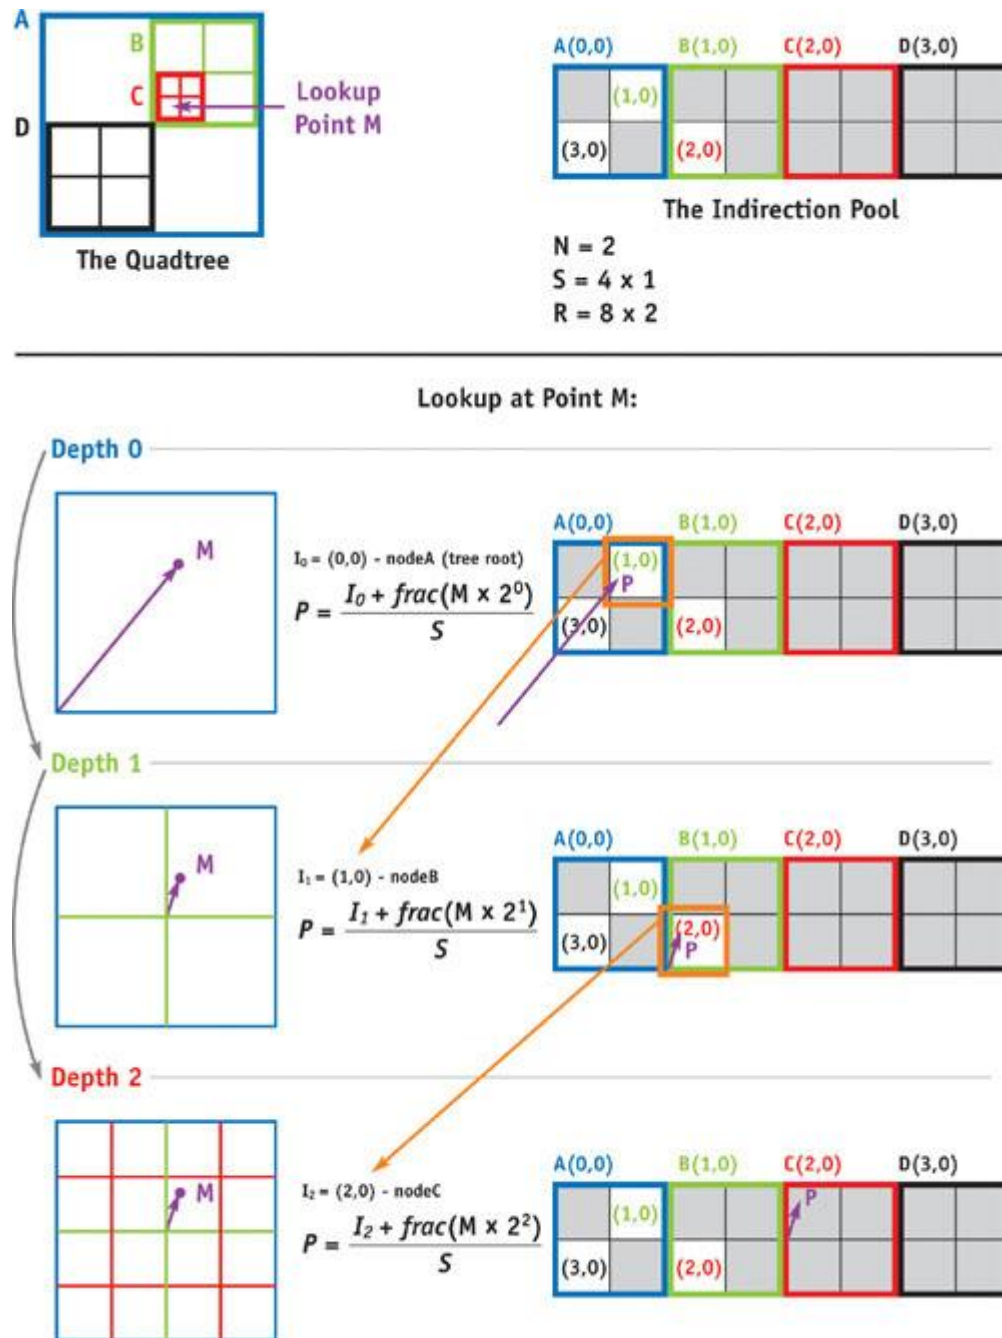 A
B
C
D
Lookup
Point M
The Quadtree
A(0,0) B(1,0) C(2,0) D(3,0)
(1,0)
(3,0) (2,0)
The Indirection Pool
N = 2
S = 4 x 1
R = 8 x 2
Lookup at Point M:
Depth 0
M
I₀ = (0,0) - nodeA (tree root)
P = I₀ + frac(M × 2⁰) / S
A(0,0) B(1,0) C(2,0) D(3,0)
(1,0)
P
(3,0) (2,0)
Depth 1
M
I₁ = (1,0) - nodeB
P = I₁ + frac(M × 2¹) / S
A(0,0) B(1,0) C(2,0) D(3,0)
(1,0)
(3,0) (2,0)
P
Depth 2
M
I₂ = (2,0) - nodeC
P = I₂ + frac(M × 2²) / S
A(0,0) B(1,0) C(2,0) D(3,0)
P
(1,0)
(3,0) (2,0)